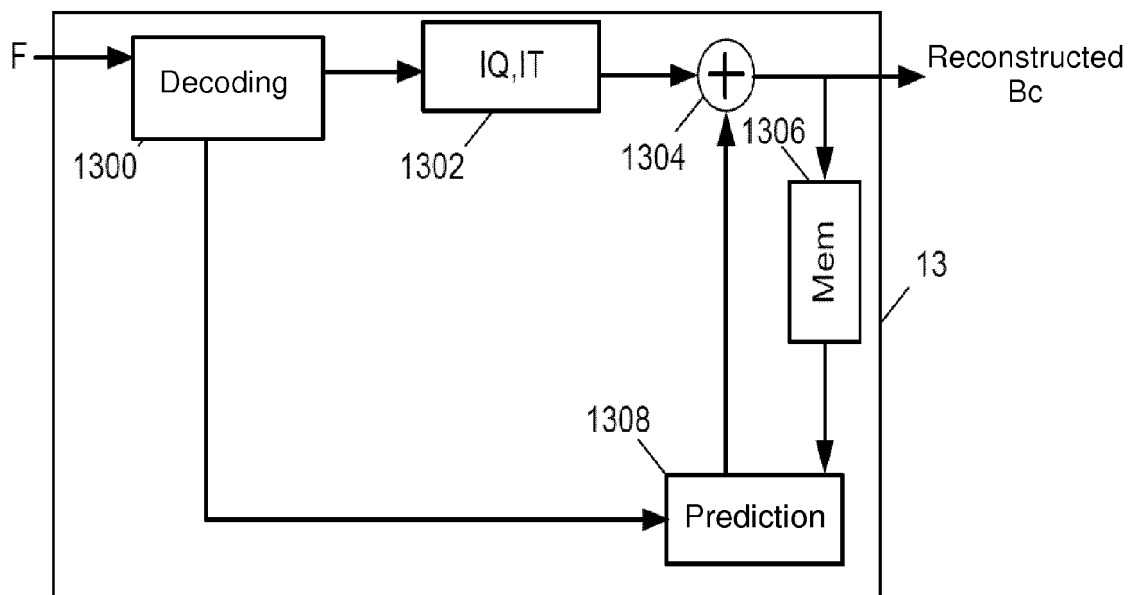 F
Decoding
IQ,IT
+
Reconstructed
Bc
1300
1302
1304
1306
Mem
13
1308
Prediction